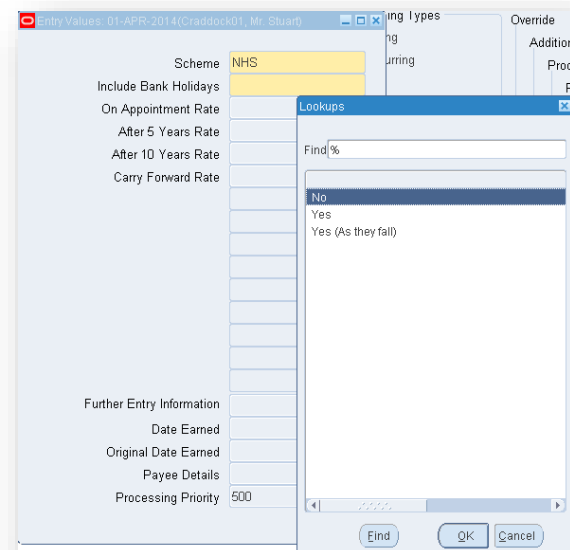 Entry Values: 01-APR-2014(Craddock01, Mr. Stuart)
Scheme NHS
Include Bank Holidays
On Appointment Rate
After 5 Years Rate
After 10 Years Rate
Carry Forward Rate
Further Entry Information
Date Earned
Original Date Earned
Payee Details
Processing Priority 500
Types
Override
Lookups
Find %
No
Yes
Yes (As they fall)
Find
OK
Cancel